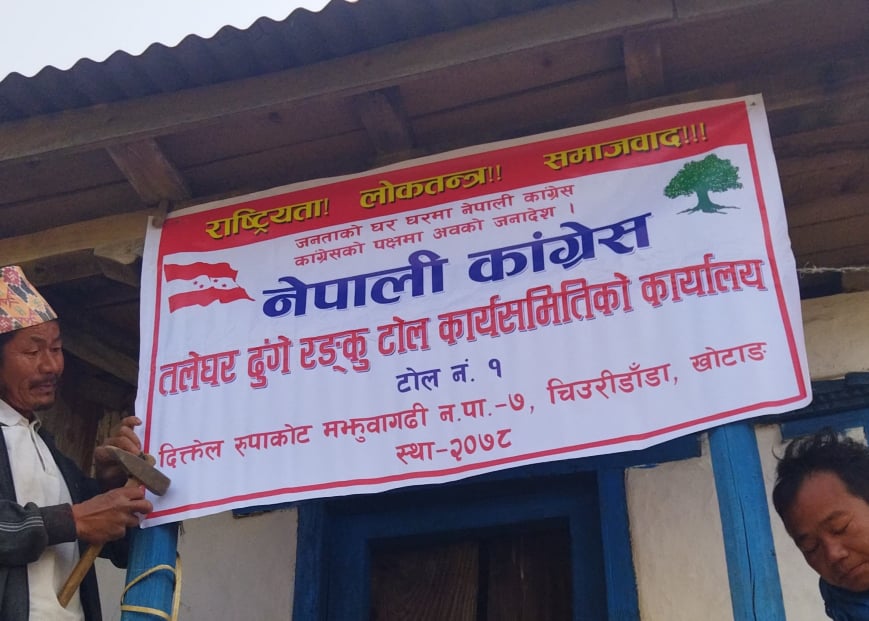 राष्ट्रियता! लोकतन्त्र!! समाजवाद!!!
जनताको घर घरमा नेपाली कांग्रेस
कांग्रेसको पक्षमा अवको जनादेश ।
नेपाली कांग्रेस
तलेघर दुंगे रङ्कु टोल कार्यसमितिको कार्यालय
टोल नं. १
दित्तेल रुपाकोट मझुवागढी न.पा.-७, चिउरीडाँडा, खोटाङ
स्था-२०७८